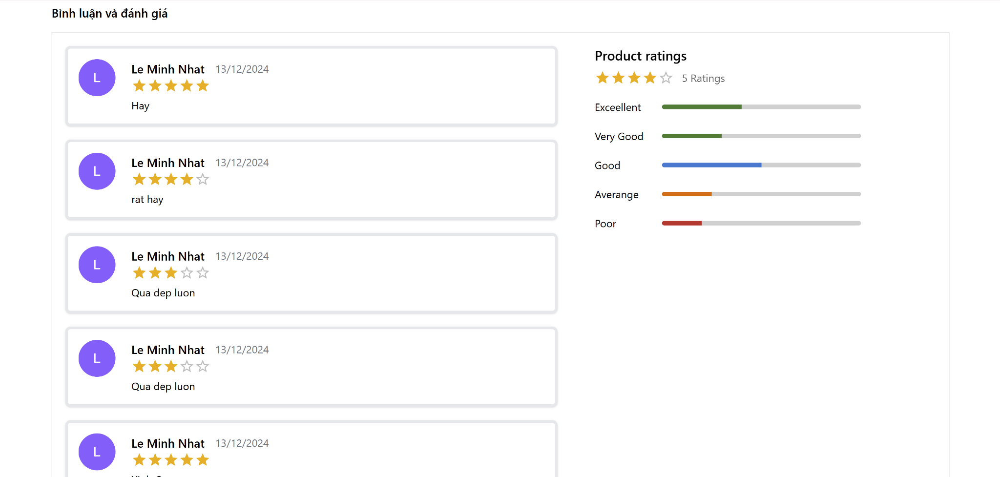 Bình luận và đánh giá
L
Le Minh Nhat 13/12/2024
Hay
L
Le Minh Nhat 13/12/2024
rat hay
L
Le Minh Nhat 13/12/2024
Qua dep luon
L
Le Minh Nhat 13/12/2024
Qua dep luon
L
Le Minh Nhat 13/12/2024
Product ratings
5 Ratings
Exceellent
Very Good
Good
Averange
Poor